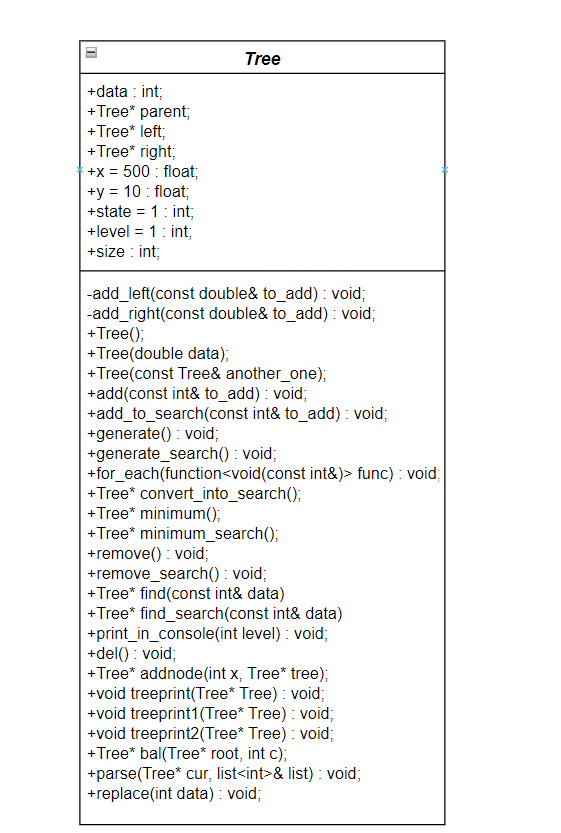 Tree
+data : int;
+Tree* parent;
+Tree* left;
+Tree* right;
+x = 500 : float;
+y = 10 : float;
+state = 1 : int;
+level = 1 : int;
+size : int;
-add_left(const double& to_add) : void;
-add_right(const double& to_add) : void;
+Tree();
+Tree(double data);
+Tree(const Tree& another_one);
+add(const int& to_add) : void;
+add_to_search(const int& to_add) : void;
+generate() : void;
+generate_search() : void;
+for_each(function<void(const int&)> func) : void;
+Tree* convert_into_search();
+Tree* minimum();
+Tree* minimum_search();
+remove() : void;
+remove_search() : void;
+Tree* find(const int& data)
+Tree* find_search(const int& data)
+print_in_console(int level) : void;
+del() : void;
+Tree* addnode(int x, Tree* tree);
+void treeprint(Tree* Tree) : void;
+void treeprint1(Tree* Tree) : void;
+void treeprint2(Tree* Tree) : void;
+Tree* bal(Tree* root, int c);
+parse(Tree* cur, list<int>& list) : void;
+replace(int data) : void;